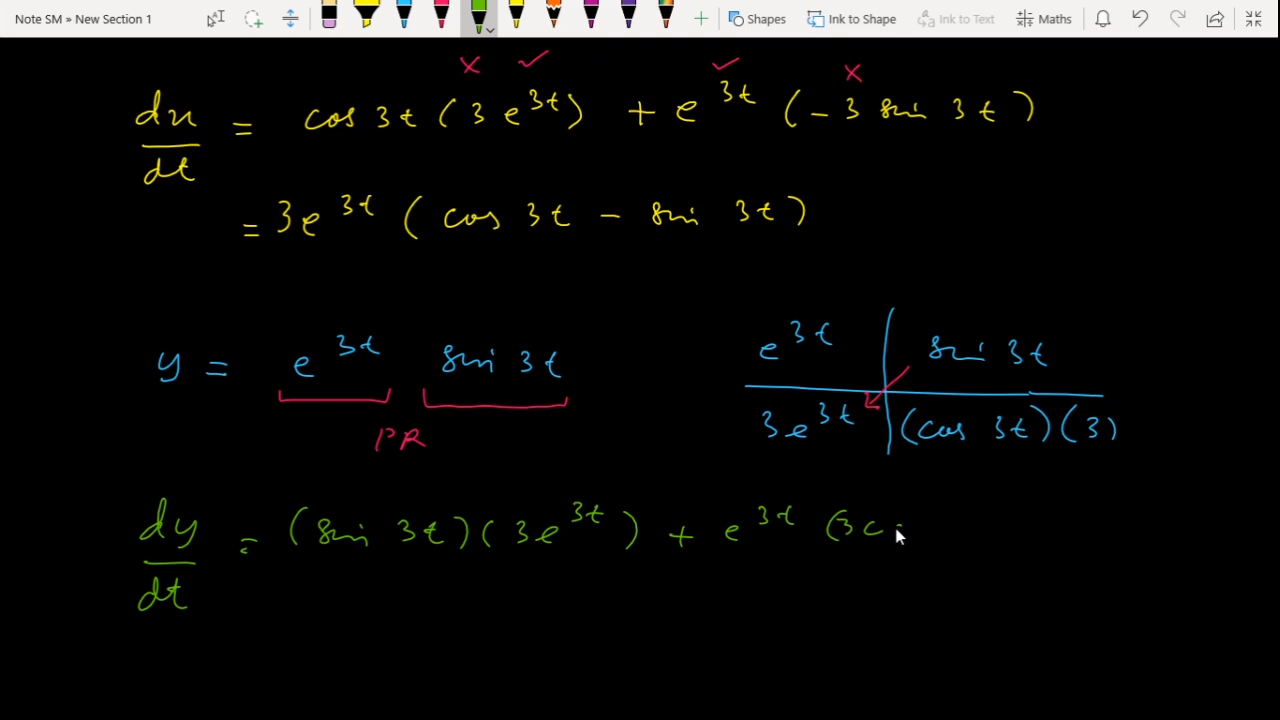 Note SM » New Section 1 Shapes Ink to Shape Ink to Text Maths
x ✓ ✓ x
dx/dt = cos 3t (3 e^3t) + e^3t (- 3 sin 3t)
= 3e^3t (cos 3t - sin 3t)
y = e^3t sin 3t
PR
e^3t | sin 3t
3e^3t | (cos 3t)(3)
dy/dt = (sin 3t)(3e^3t) + e^3t (3c